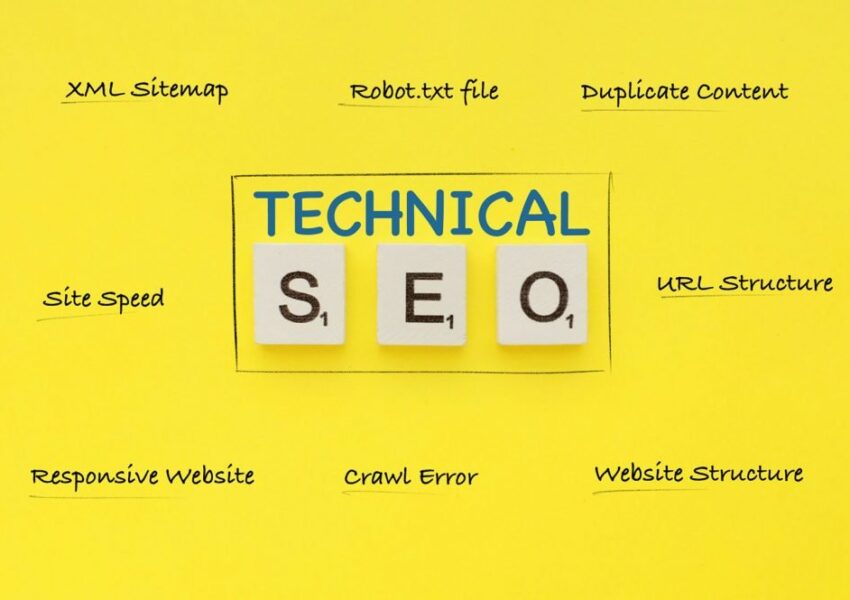 XML Sitemap
Robot.txt file
Duplicate Content
TECHNICAL
S1 E1 O1
Site Speed
URL Structure
Responsive Website
Crawl Error
Website Structure